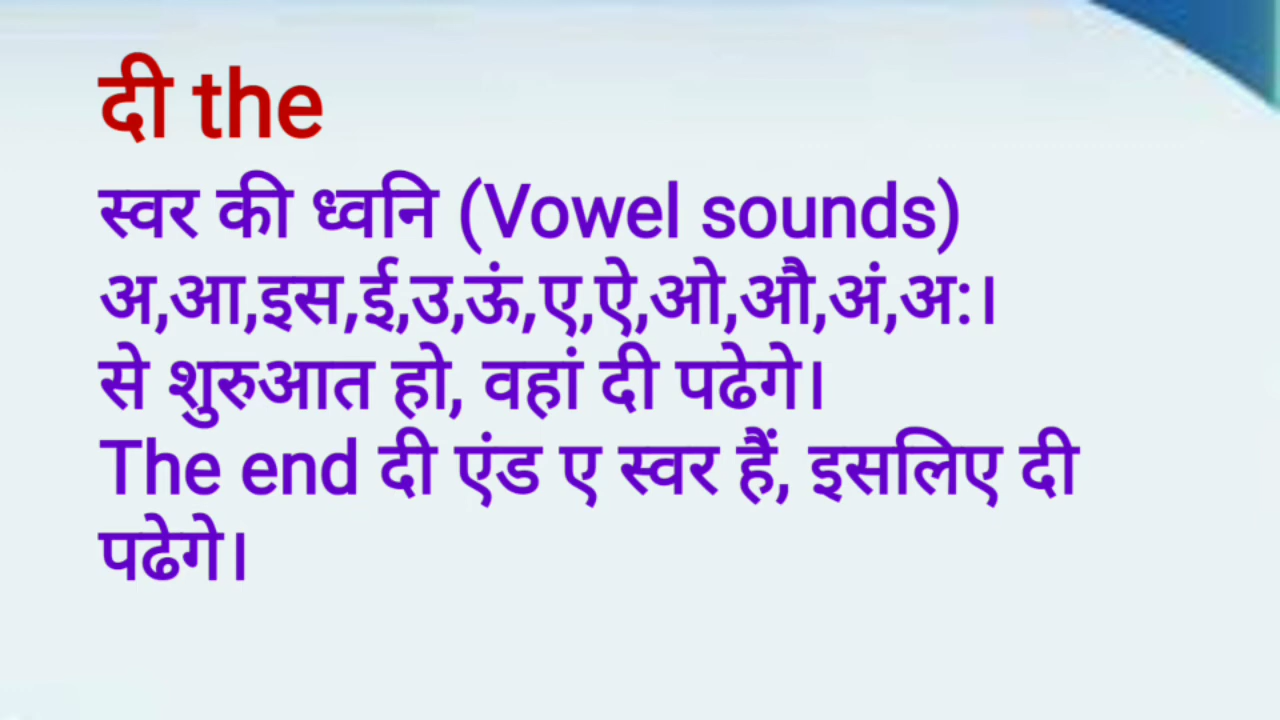 दी the
स्वर की ध्वनि (Vowel sounds)
अ,आ,इस,ई,उ,ऊं,ए,ऐ,ओ,औ,अं,अ:।
से शुरुआत हो, वहां दी पढेगे।
The end दी एंड ए स्वर हैं, इसलिए दी
पढेगे।